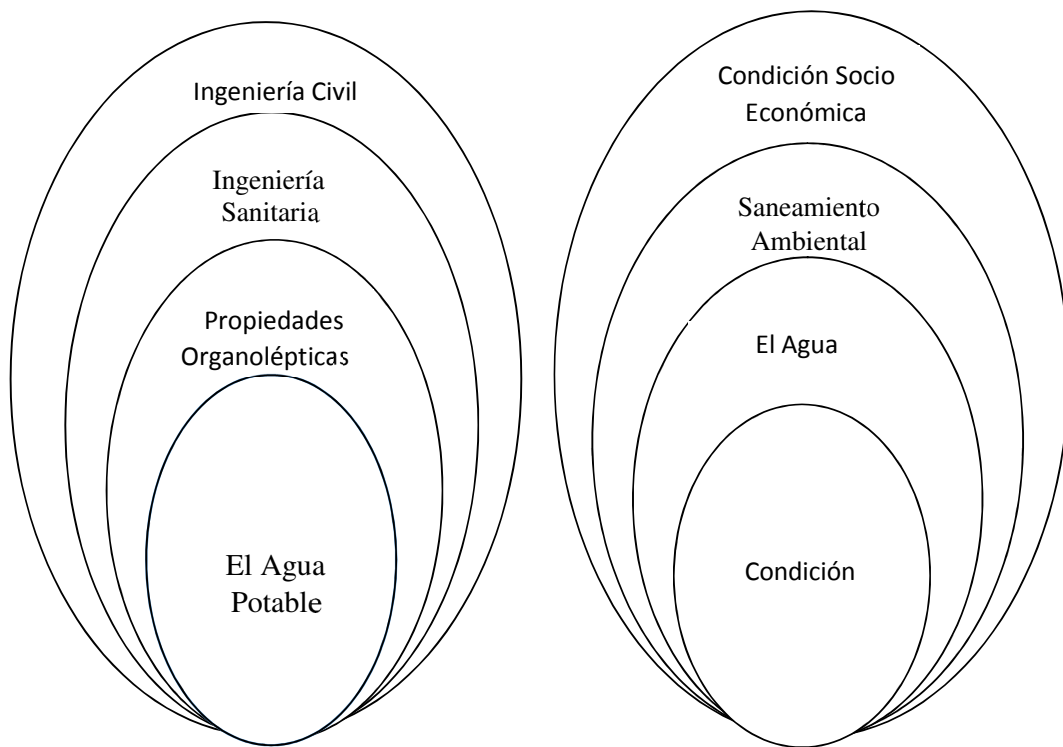 Ingeniería Civil
Ingeniería
Sanitaria
Propiedades
Organolépticas
El Agua
Potable
Condición Socio
Económica
Saneamiento
Ambiental
El Agua
Condición